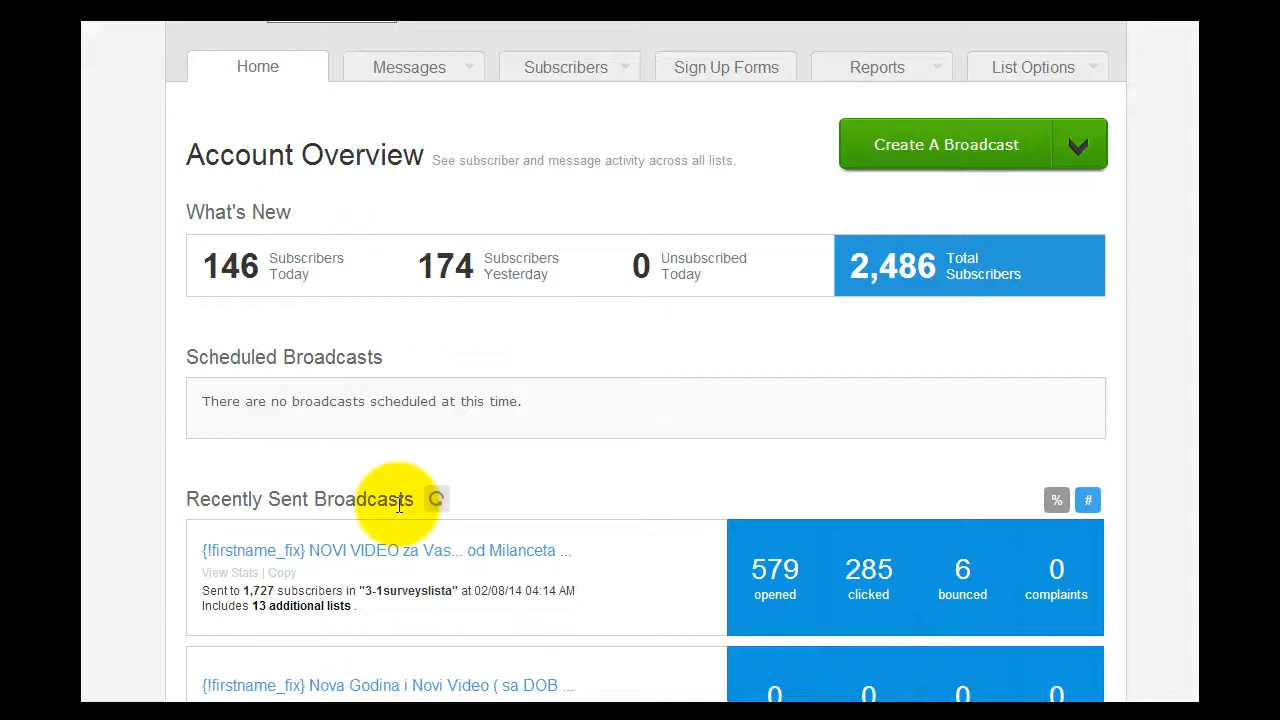 Home Messages Subscribers Sign Up Forms Reports List Options
Account Overview See subscriber and message activity across all lists.
Create A Broadcast
What's New
146 Subscribers Today
174 Subscribers Yesterday
0 Unsubscribed Today
2,486 Total Subscribers
Scheduled Broadcasts
There are no broadcasts scheduled at this time.
Recently Sent Broadcasts
% #
{!firstname_fix} NOVI VIDEO za Vas... od Milanceta ...
View Stats | Copy
Sent to 1,727 subscribers in "3-1surveyslista" at 02/08/14 04:14 AM
Includes 13 additional lists .
579 opened
285 clicked
6 bounced
0 complaints
{!firstname_fix} Nova Godina i Novi Video ( sa DOB ...
0 0 0 0